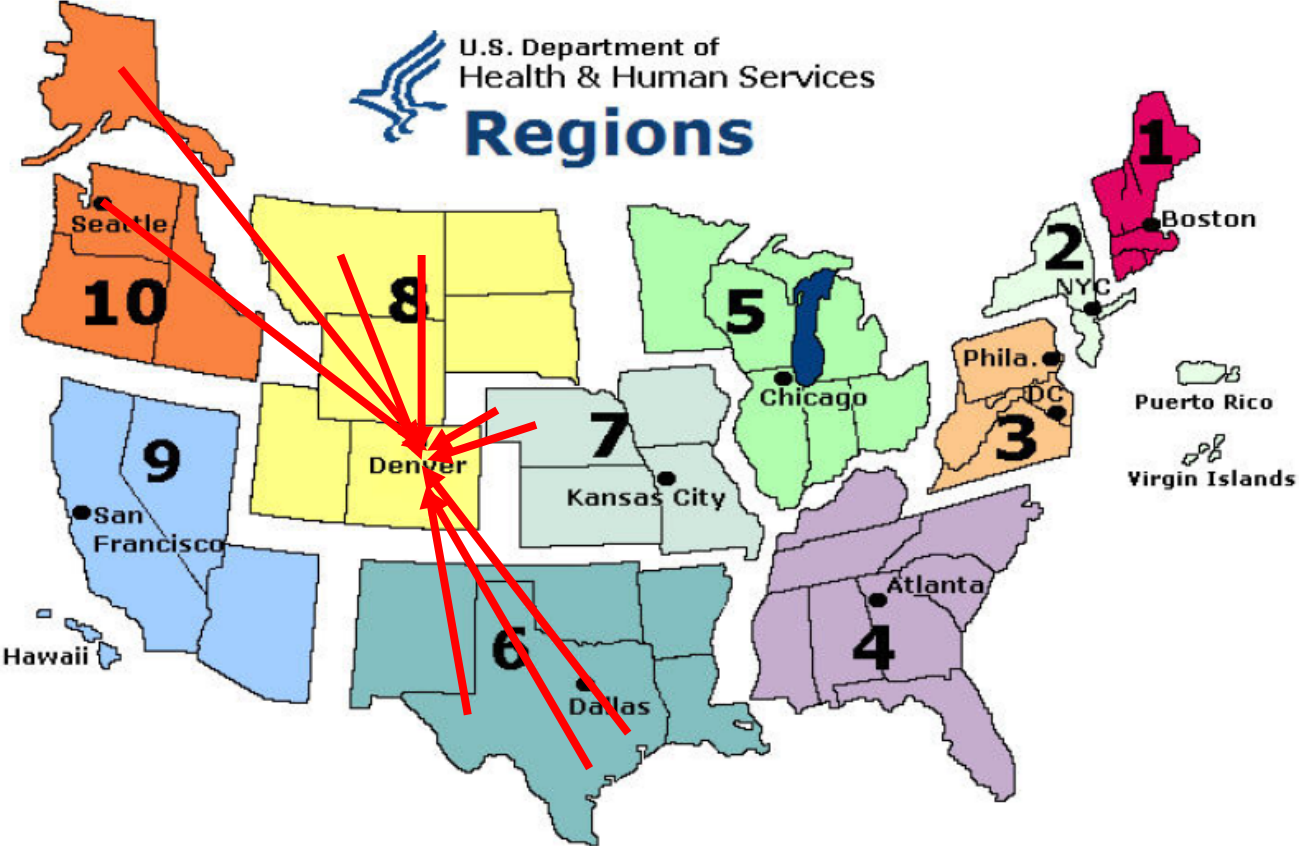 U.S. Department of
Health & Human Services
Regions
1
Boston
2
NYC
Seattle
10
8
5
Phila.
DC
3
Chicago
Puerto Rico
Virgin Islands
9
7
Denver
Kansas City
San
Francisco
Atlanta
4
6
Dallas
Hawaii